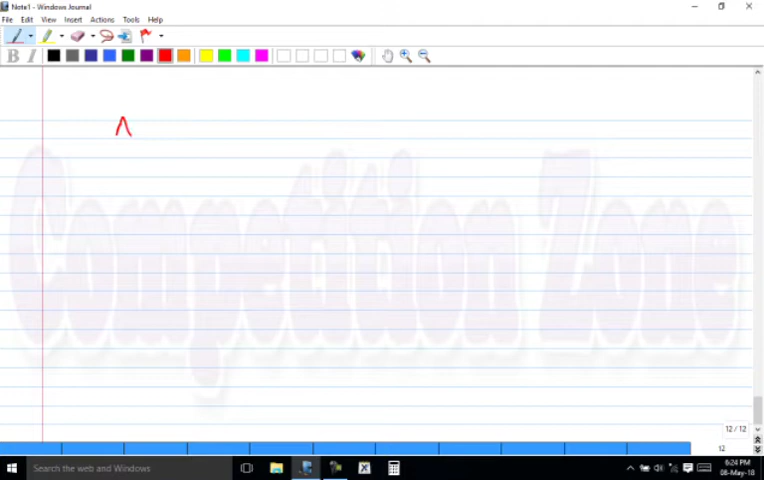 Note1 - Windows Journal
File Edit View Insert Actions Tools Help
B I
Λ
Competition Zone
12 / 12
12
Search the web and Windows
6:24 PM
08-May-18